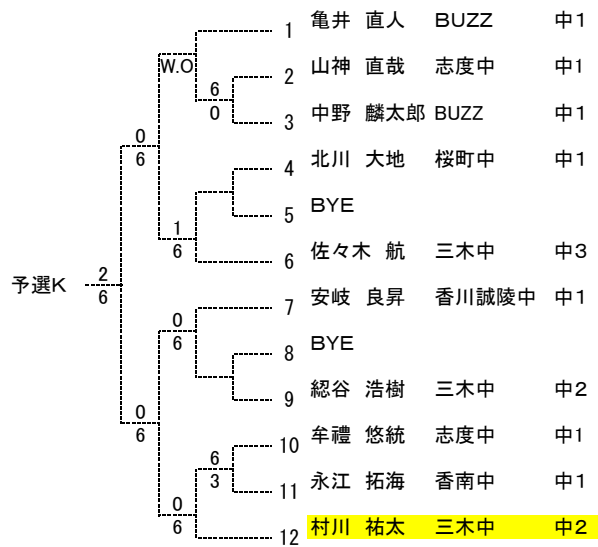 1 亀井 直人 BUZZ 中1
W.O
2 山神 直哉 志度中 中1
6
0
3 中野 麟太郎 BUZZ 中1
0
6
4 北川 大地 桜町中 中1
5 BYE
1
6
6 佐々木 航 三木中 中3
予選K
2
6
7 安岐 良昇 香川誠陵中 中1
0
6
8 BYE
9 綛谷 浩樹 三木中 中2
0
6
10 牟禮 悠統 志度中 中1
6
3
11 永江 拓海 香南中 中1
0
6
12 村川 祐太 三木中 中2